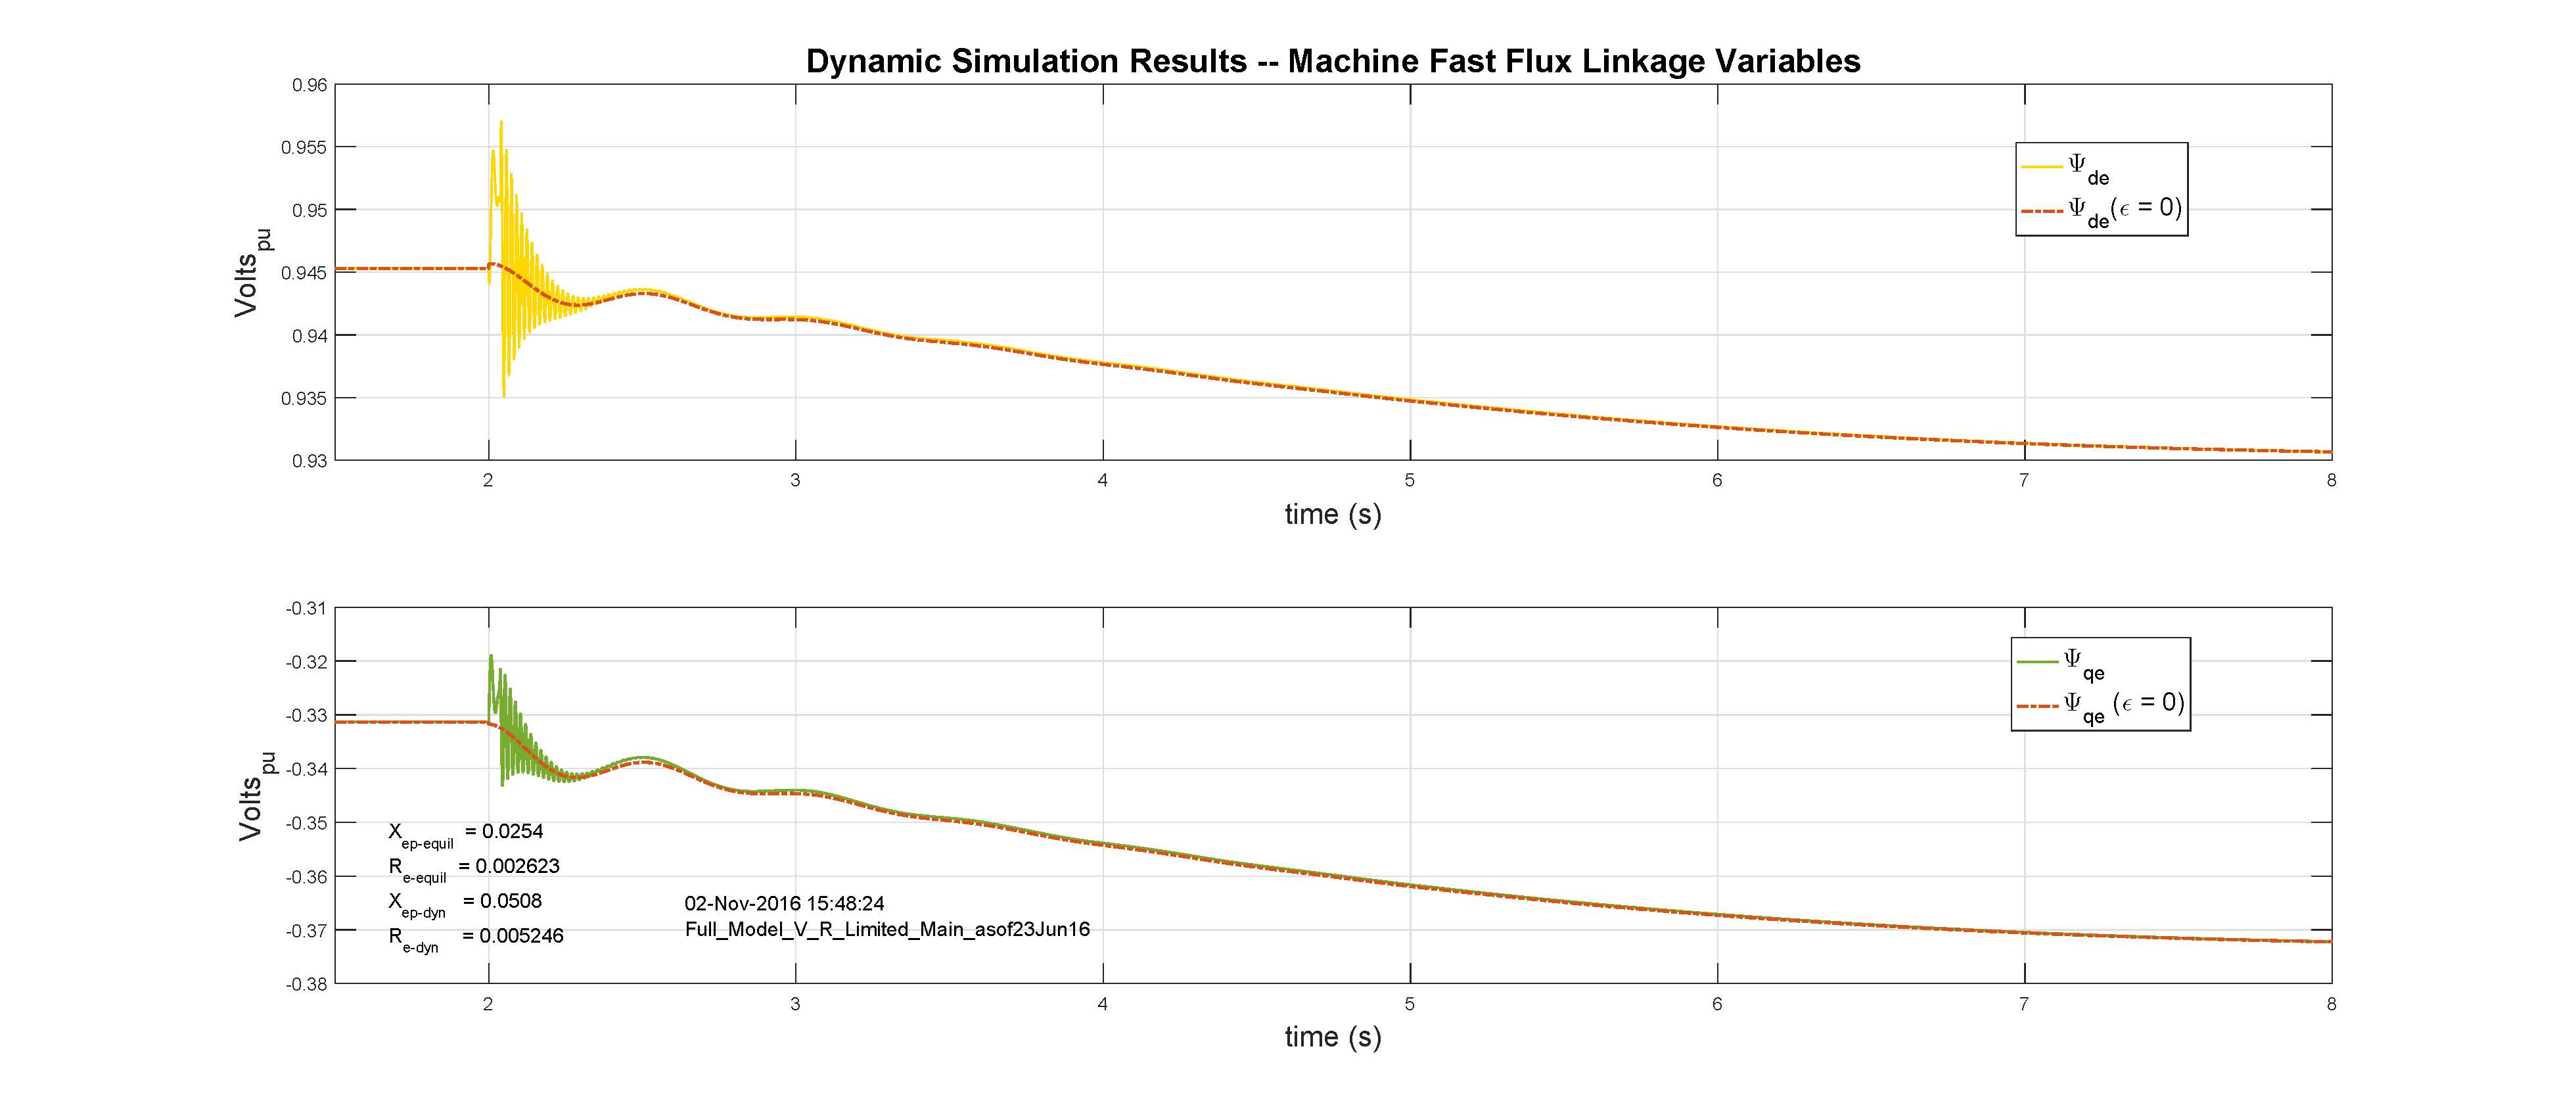 Dynamic Simulation Results -- Machine Fast Flux Linkage Variables
0.96
0.955
0.95
0.945
0.94
0.935
0.93
Volts_pu
Ψ_de
Ψ_de (ϵ = 0)
2 3 4 5 6 7 8
time (s)
-0.31
-0.32
-0.33
-0.34
-0.35
-0.36
-0.37
-0.38
Volts_pu
Ψ_qe
Ψ_qe (ϵ = 0)
X_ep-equil = 0.0254
R_e-equil = 0.002623
X_ep-dyn = 0.0508
R_e-dyn = 0.005246
02-Nov-2016 15:48:24
Full_Model_V_R_Limited_Main_asof23Jun16
2 3 4 5 6 7 8
time (s)